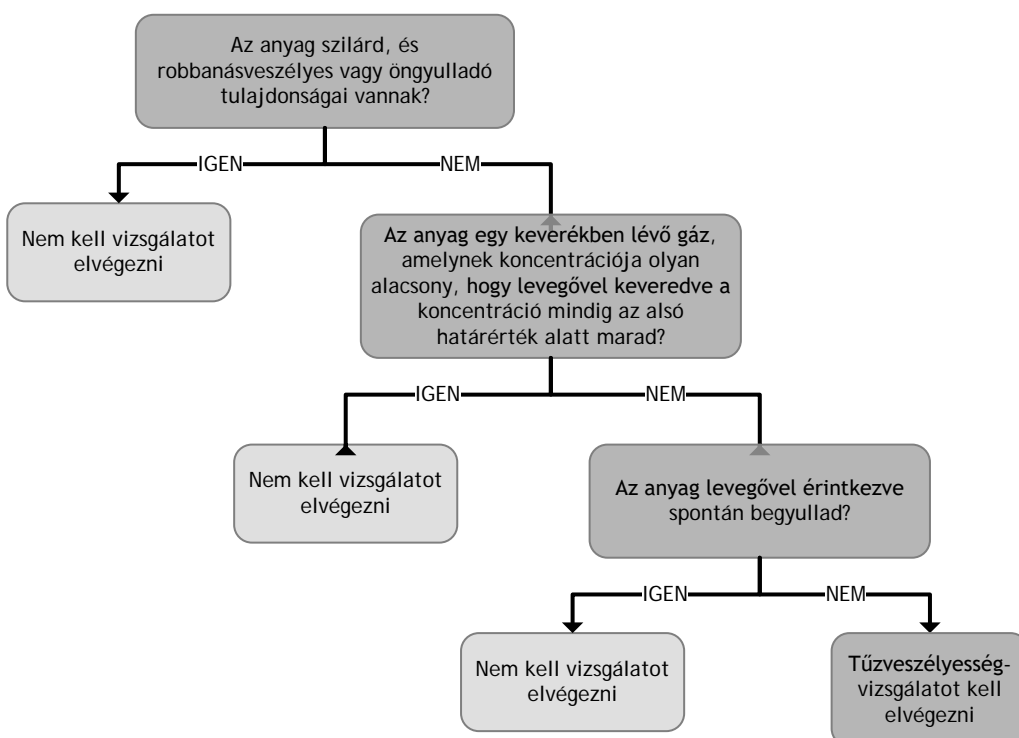 Az anyag szilárd, és
robbanásveszélyes vagy öngyulladó
tulajdonságai vannak?
IGEN
NEM
Nem kell vizsgálatot
elvégezni
Az anyag egy keverékben lévő gáz,
amelynek koncentrációja olyan
alacsony, hogy levegővel keveredve a
koncentráció mindig az alsó
határérték alatt marad?
IGEN
NEM
Nem kell vizsgálatot
elvégezni
Az anyag levegővel érintkezve
spontán begyullad?
IGEN
NEM
Nem kell vizsgálatot
elvégezni
Tűzveszélyesség-
vizsgálatot kell
elvégezni